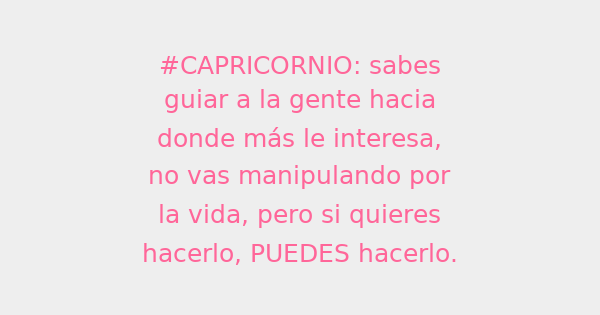 #CAPRICORNIO: sabes
guiar a la gente hacia
donde más le interesa,
no vas manipulando por
la vida, pero si quieres
hacerlo, PUEDES hacerlo.